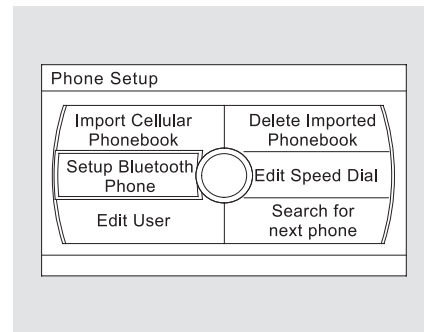 Phone Setup
Import Cellular
Phonebook
Delete Imported
Phonebook
Setup Bluetooth
Phone
Edit Speed Dial
Edit User
Search for
next phone